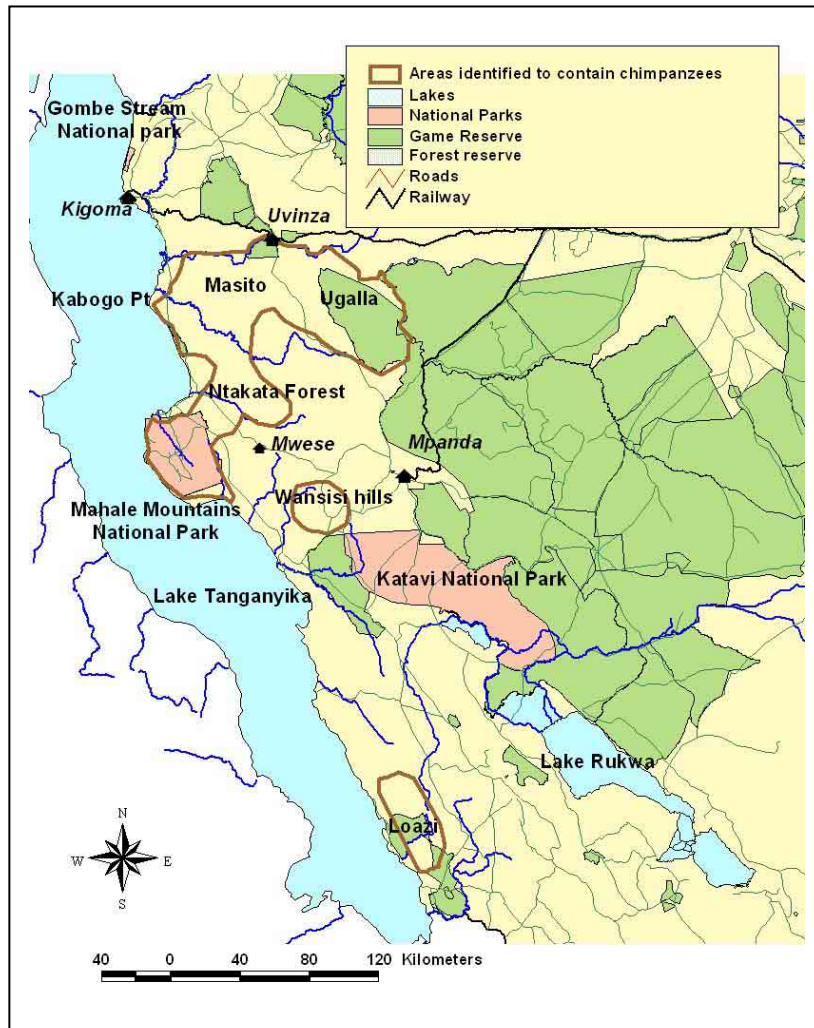 Areas identified to contain chimpanzees
Lakes
National Parks
Game Reserve
Forest reserve
Roads
Railway
Gombe Stream
National park
Kigoma
Uvinza
Masito
Ugalla
Kabogo Pt
Ntakata Forest
Mwese
Mpanda
Wansisi hills
Mahale Mountains
National Park
Katavi National Park
Lake Tanganyika
Lake Rukwa
Loazi
N
W
E
S
40 0 40 80 120 Kilometers